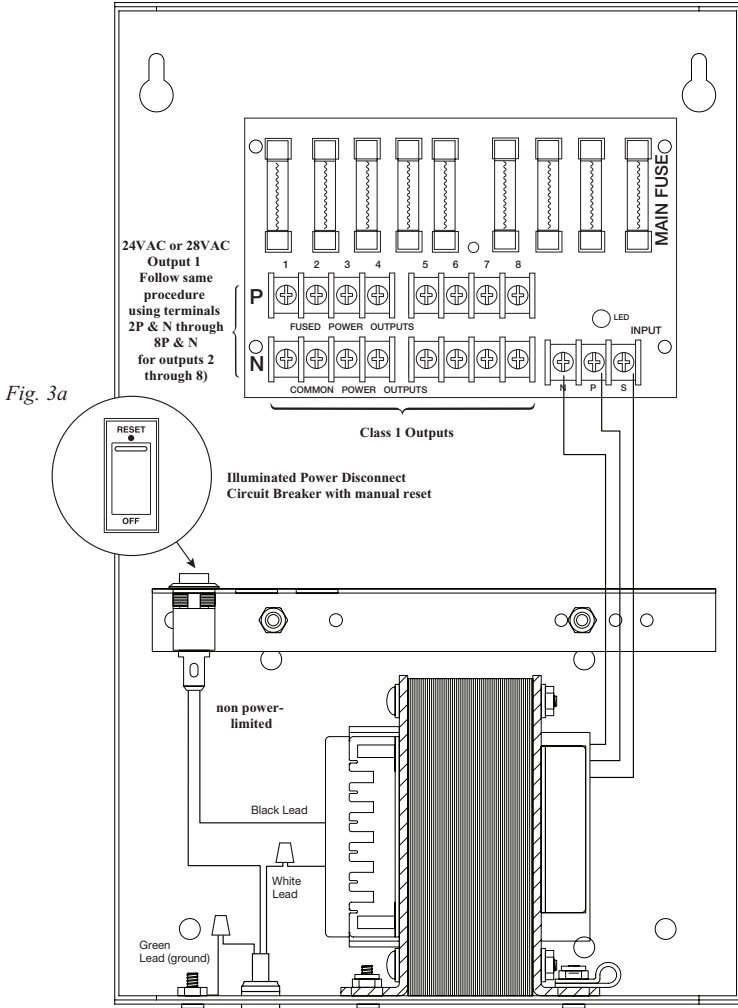 MAIN FUSE
24VAC or 28VAC
Output 1
Follow same
procedure
using terminals
2P & N through
8P & N
for outputs 2
through 8)
1 2 3 4 5 6 7 8
P
FUSED POWER OUTPUTS
LED
INPUT
N
COMMON POWER OUTPUTS
N P S
Class 1 Outputs
Fig. 3a
RESET
OFF
Illuminated Power Disconnect
Circuit Breaker with manual reset
non power-
limited
Black Lead
White
Lead
Green
Lead (ground)